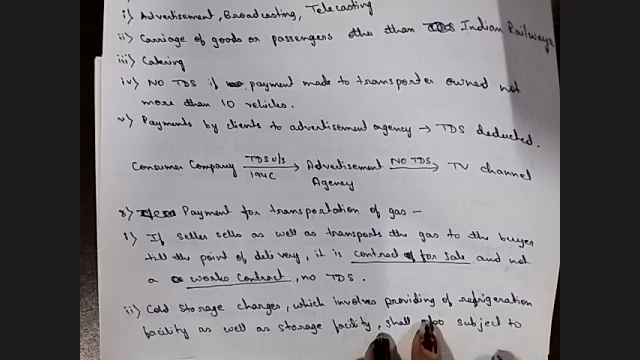 i) Advertisement, Broadcasting, Telecasting
ii) Carriage of goods or passengers other than Indian Railways
iii) Catering
iv) NO TDS if payment made to transporter owned not
more than 10 vehicles.
v) Payments by clients to advertisement agency → TDS deducted.
Consumer Company TDS u/s 194C → Advertisement Agency NO TDS → TV channel
8) Payment for transportation of gas -
i) If seller sells as well as transports the gas to the buyer
till the point of delivery, it is contract of for sale and not
a works contract, no TDS.
ii) Cold storage charges, which involves providing of refrigeration
facility as well as storage facility, shall also subject to